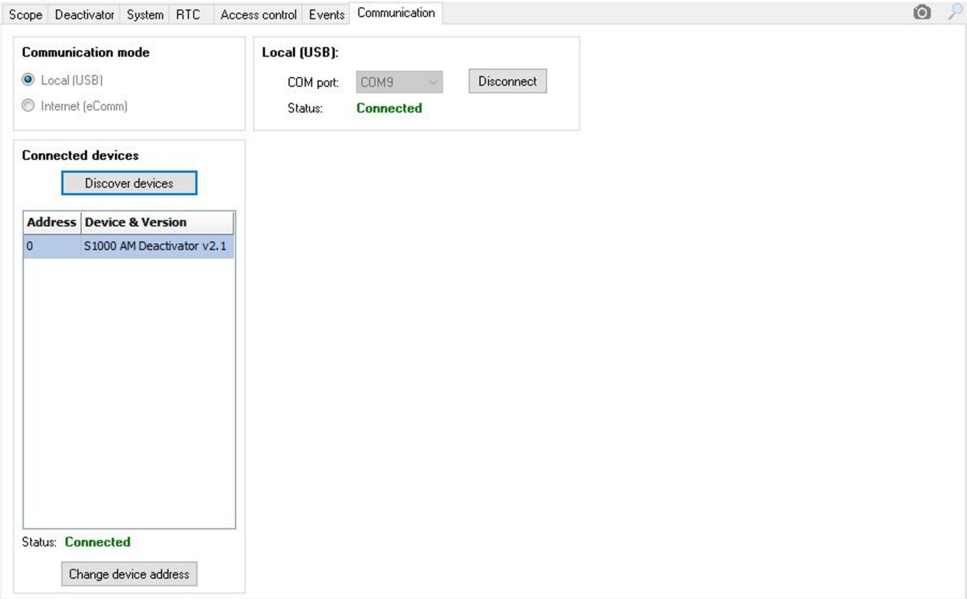 Scope Deactivator System RTC Access control Events Communication
Communication mode
Local (USB)
Internet (eComm)
Local (USB):
COM port: COM9 Disconnect
Status: Connected
Connected devices
Discover devices
Address Device & Version
0 S1000 AM Deactivator v2.1
Status: Connected
Change device address